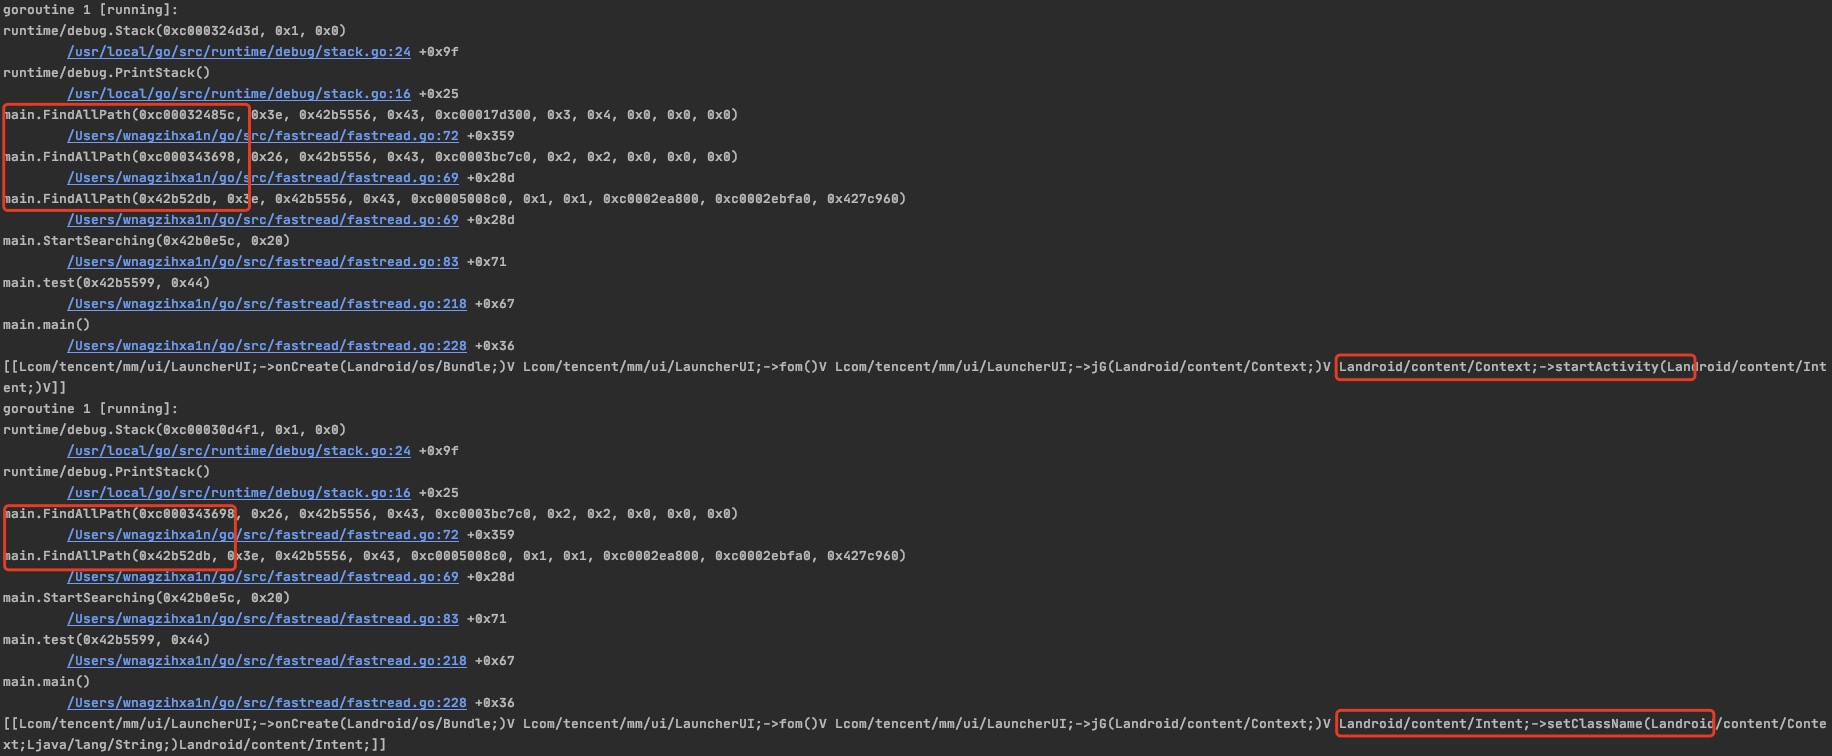 goroutine 1 [running]:
runtime/debug.Stack(0xc000324d3d, 0x1, 0x0)
/usr/local/go/src/runtime/debug/stack.go:24 +0x9f
runtime/debug.PrintStack()
/usr/local/go/src/runtime/debug/stack.go:16 +0x25
main.FindAllPath(0xc00032485c, 0x3e, 0x42b5556, 0x43, 0xc00017d300, 0x3, 0x4, 0x0, 0x0, 0x0)
/Users/wnagzihxa1n/go/src/fastread/fastread.go:72 +0x359
main.FindAllPath(0xc000343698, 0x26, 0x42b5556, 0x43, 0xc0003bc7c0, 0x2, 0x2, 0x0, 0x0, 0x0)
/Users/wnagzihxa1n/go/src/fastread/fastread.go:69 +0x28d
main.FindAllPath(0x42b52db, 0x3e, 0x42b5556, 0x43, 0xc0005008c0, 0x1, 0x1, 0xc0002ea800, 0xc0002ebfa0, 0x427c960)
/Users/wnagzihxa1n/go/src/fastread/fastread.go:69 +0x28d
main.StartSearching(0x42b0e5c, 0x20)
/Users/wnagzihxa1n/go/src/fastread/fastread.go:83 +0x71
main.test(0x42b5599, 0x44)
/Users/wnagzihxa1n/go/src/fastread/fastread.go:218 +0x67
main.main()
/Users/wnagzihxa1n/go/src/fastread/fastread.go:228 +0x36
[[Lcom/tencent/mm/ui/LauncherUI;->onCreate(Landroid/os/Bundle;)V Lcom/tencent/mm/ui/LauncherUI;->fom()V Lcom/tencent/mm/ui/LauncherUI;->jG(Landroid/content/Context;)V Landroid/content/Context;->startActivity(Landroid/content/Int
ent;)V]]
goroutine 1 [running]:
runtime/debug.Stack(0xc00030d4f1, 0x1, 0x0)
/usr/local/go/src/runtime/debug/stack.go:24 +0x9f
runtime/debug.PrintStack()
/usr/local/go/src/runtime/debug/stack.go:16 +0x25
main.FindAllPath(0xc000343698, 0x26, 0x42b5556, 0x43, 0xc0003bc7c0, 0x2, 0x2, 0x0, 0x0, 0x0)
/Users/wnagzihxa1n/go/src/fastread/fastread.go:72 +0x359
main.FindAllPath(0x42b52db, 0x3e, 0x42b5556, 0x43, 0xc0005008c0, 0x1, 0x1, 0xc0002ea800, 0xc0002ebfa0, 0x427c960)
/Users/wnagzihxa1n/go/src/fastread/fastread.go:69 +0x28d
main.StartSearching(0x42b0e5c, 0x20)
/Users/wnagzihxa1n/go/src/fastread/fastread.go:83 +0x71
main.test(0x42b5599, 0x44)
/Users/wnagzihxa1n/go/src/fastread/fastread.go:218 +0x67
main.main()
/Users/wnagzihxa1n/go/src/fastread/fastread.go:228 +0x36
[[Lcom/tencent/mm/ui/LauncherUI;->onCreate(Landroid/os/Bundle;)V Lcom/tencent/mm/ui/LauncherUI;->fom()V Lcom/tencent/mm/ui/LauncherUI;->jG(Landroid/content/Context;)V Landroid/content/Intent;->setClassName(Landroid/content/Conte
xt;Ljava/lang/String;)Landroid/content/Intent;]]